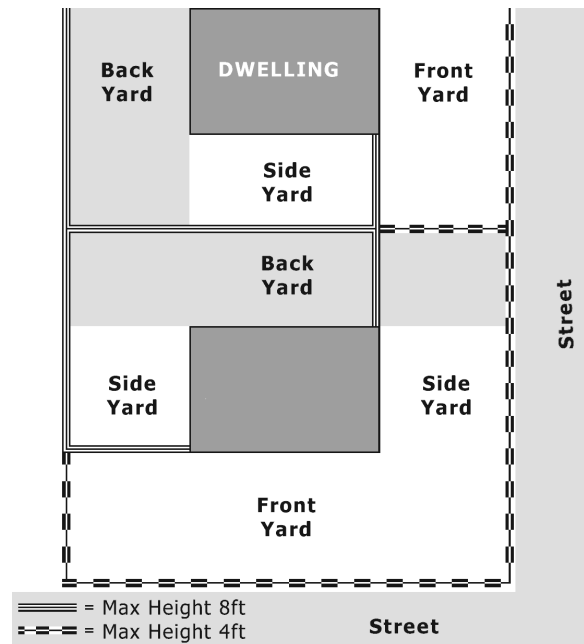 Back
Yard
DWELLING
Front
Yard
Side
Yard
Back
Yard
Street
Side
Yard
Side
Yard
Front
Yard
= Max Height 8ft
= Max Height 4ft
Street